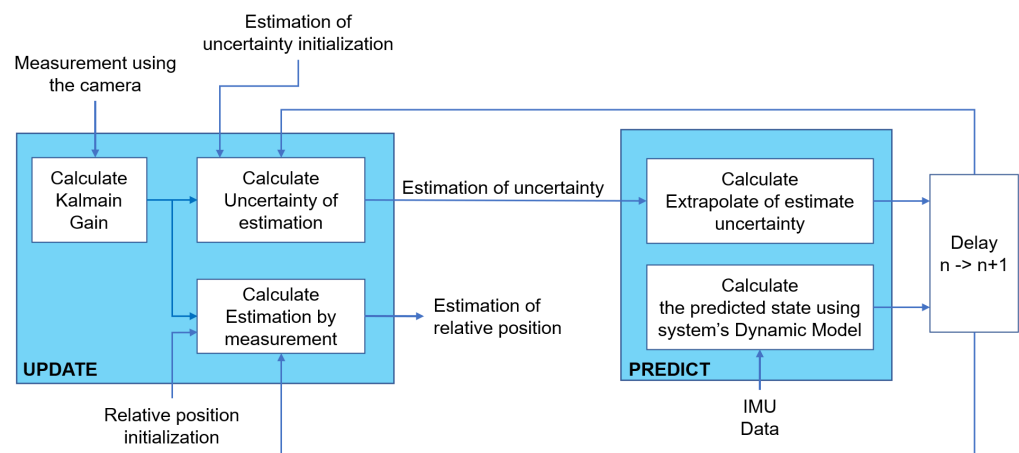 Estimation of
uncertainty initialization
Measurement using
the camera
Calculate
Kalmain
Gain
Calculate
Uncertainty of
estimation
Estimation of uncertainty
Calculate
Extrapolate of estimate
uncertainty
Delay
n -> n+1
Calculate
Estimation by
measurement
Estimation of
relative position
Calculate
the predicted state using
system's Dynamic Model
UPDATE
PREDICT
Relative position
initialization
IMU
Data